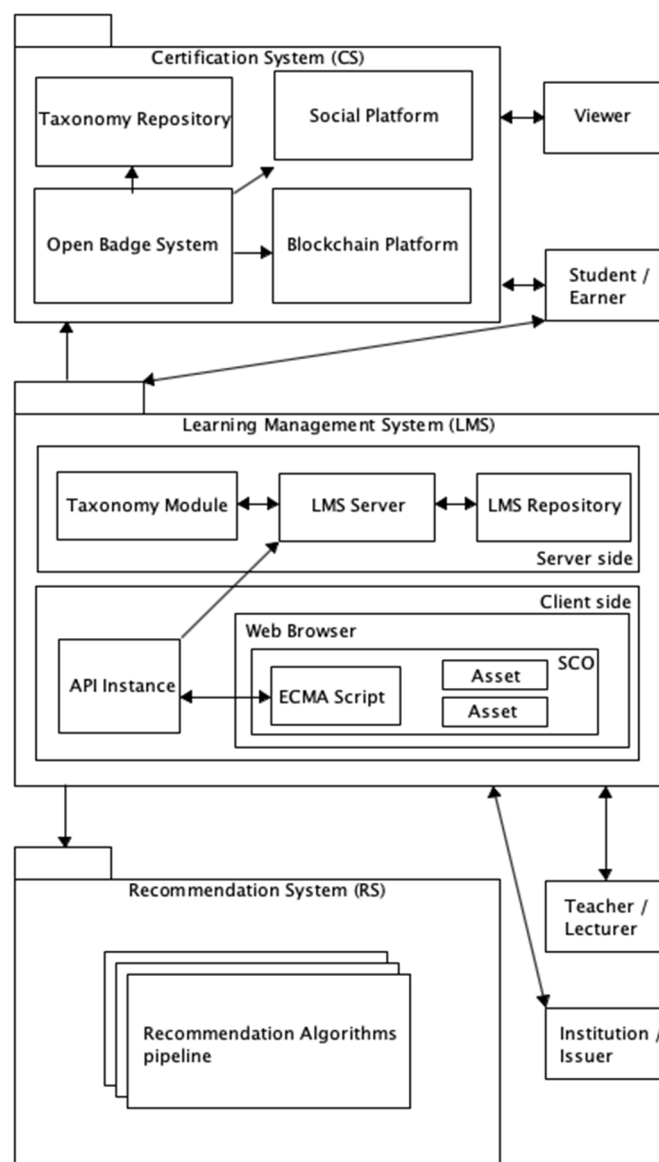 Certification System (CS)
Taxonomy Repository
Social Platform
Viewer
Open Badge System
Blockchain Platform
Student /
Earner
Learning Management System (LMS)
Taxonomy Module
LMS Server
LMS Repository
Server side
Client side
Web Browser
SCO
API Instance
ECMA Script
Asset
Asset
Recommendation System (RS)
Teacher /
Lecturer
Recommendation Algorithms
pipeline
Institution /
Issuer